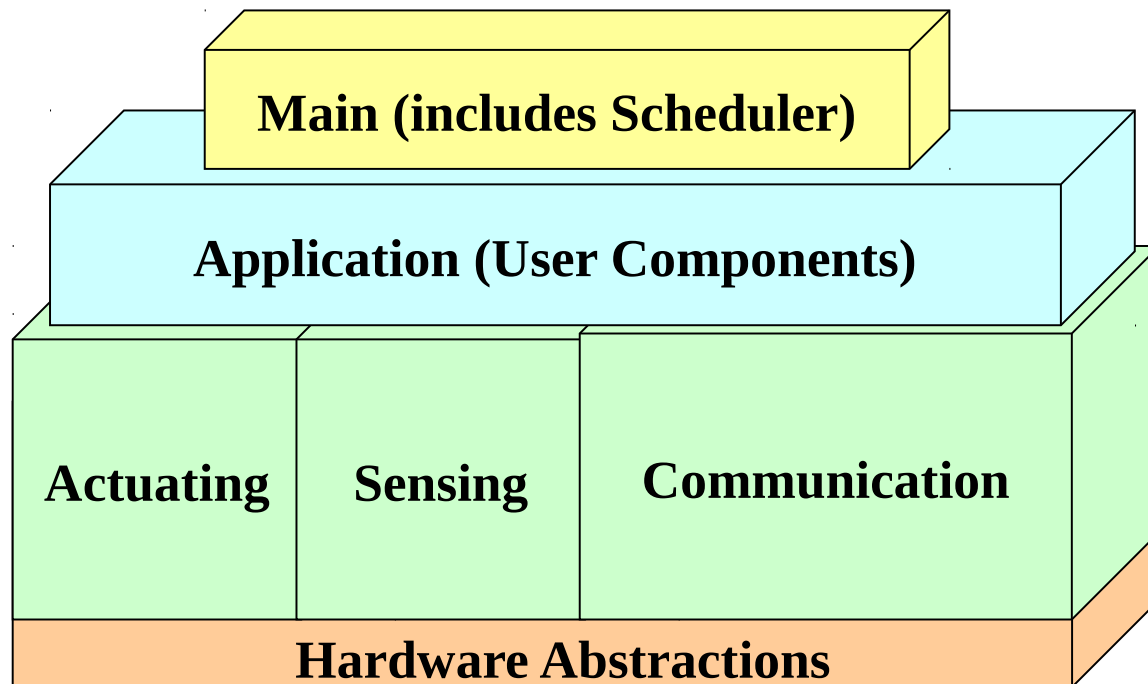 Main (includes Scheduler)
Application (User Components)
Actuating
Sensing
Communication
Hardware Abstractions